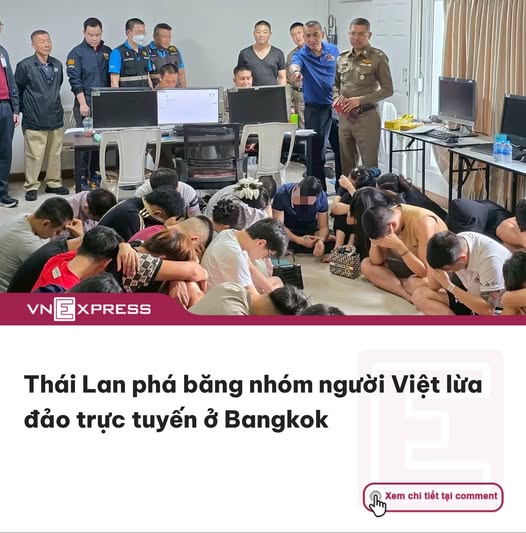 VNEXPRESS
Thái Lan phá băng nhóm người Việt lừa
đảo trực tuyến ở Bangkok
Xem chi tiết tại comment